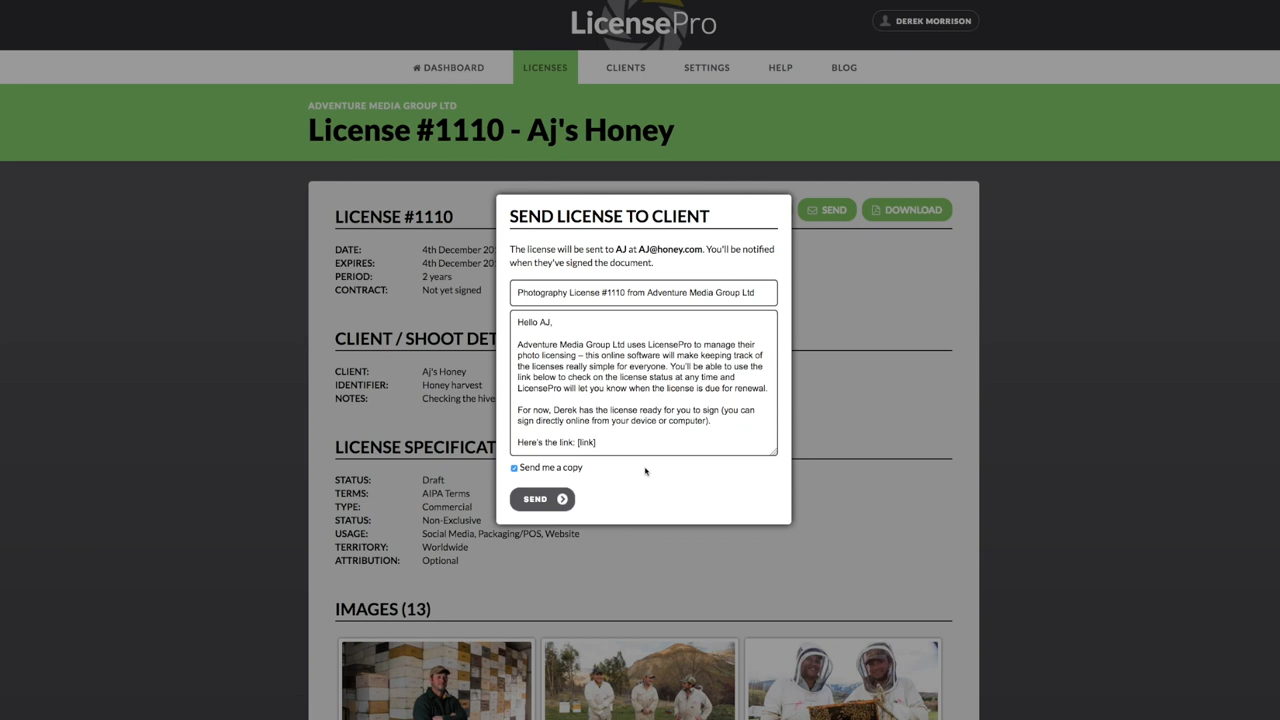 LicensePro
DEREK MORRISON
DASHBOARD
LICENSES
CLIENTS
SETTINGS
HELP
BLOG
ADVENTURE MEDIA GROUP LTD
License #1110 - Aj's Honey
LICENSE #1110
SEND
DOWNLOAD
DATE: 4th December 20
EXPIRES: 4th December 20
PERIOD: 2 years
CONTRACT: Not yet signed
CLIENT / SHOOT DET
CLIENT: Aj's Honey
IDENTIFIER: Honey harvest
NOTES: Checking the hive
LICENSE SPECIFICAT
STATUS: Draft
TERMS: AIPA Terms
TYPE: Commercial
STATUS: Non-Exclusive
USAGE: Social Media, Packaging/POS, Website
TERRITORY: Worldwide
ATTRIBUTION: Optional
IMAGES (13)
SEND LICENSE TO CLIENT
The license will be sent to AJ at AJ@honey.com. You'll be notified
when they've signed the document.
Photography License #1110 from Adventure Media Group Ltd
Hello AJ,
Adventure Media Group Ltd uses LicensePro to manage their
photo licensing – this online software will make keeping track of
the licenses really simple for everyone. You'll be able to use the
link below to check on the license status at any time and
LicensePro will let you know when the license is due for renewal.
For now, Derek has the license ready for you to sign (you can
sign directly online from your device or computer).
Here's the link: [link]
Send me a copy
SEND